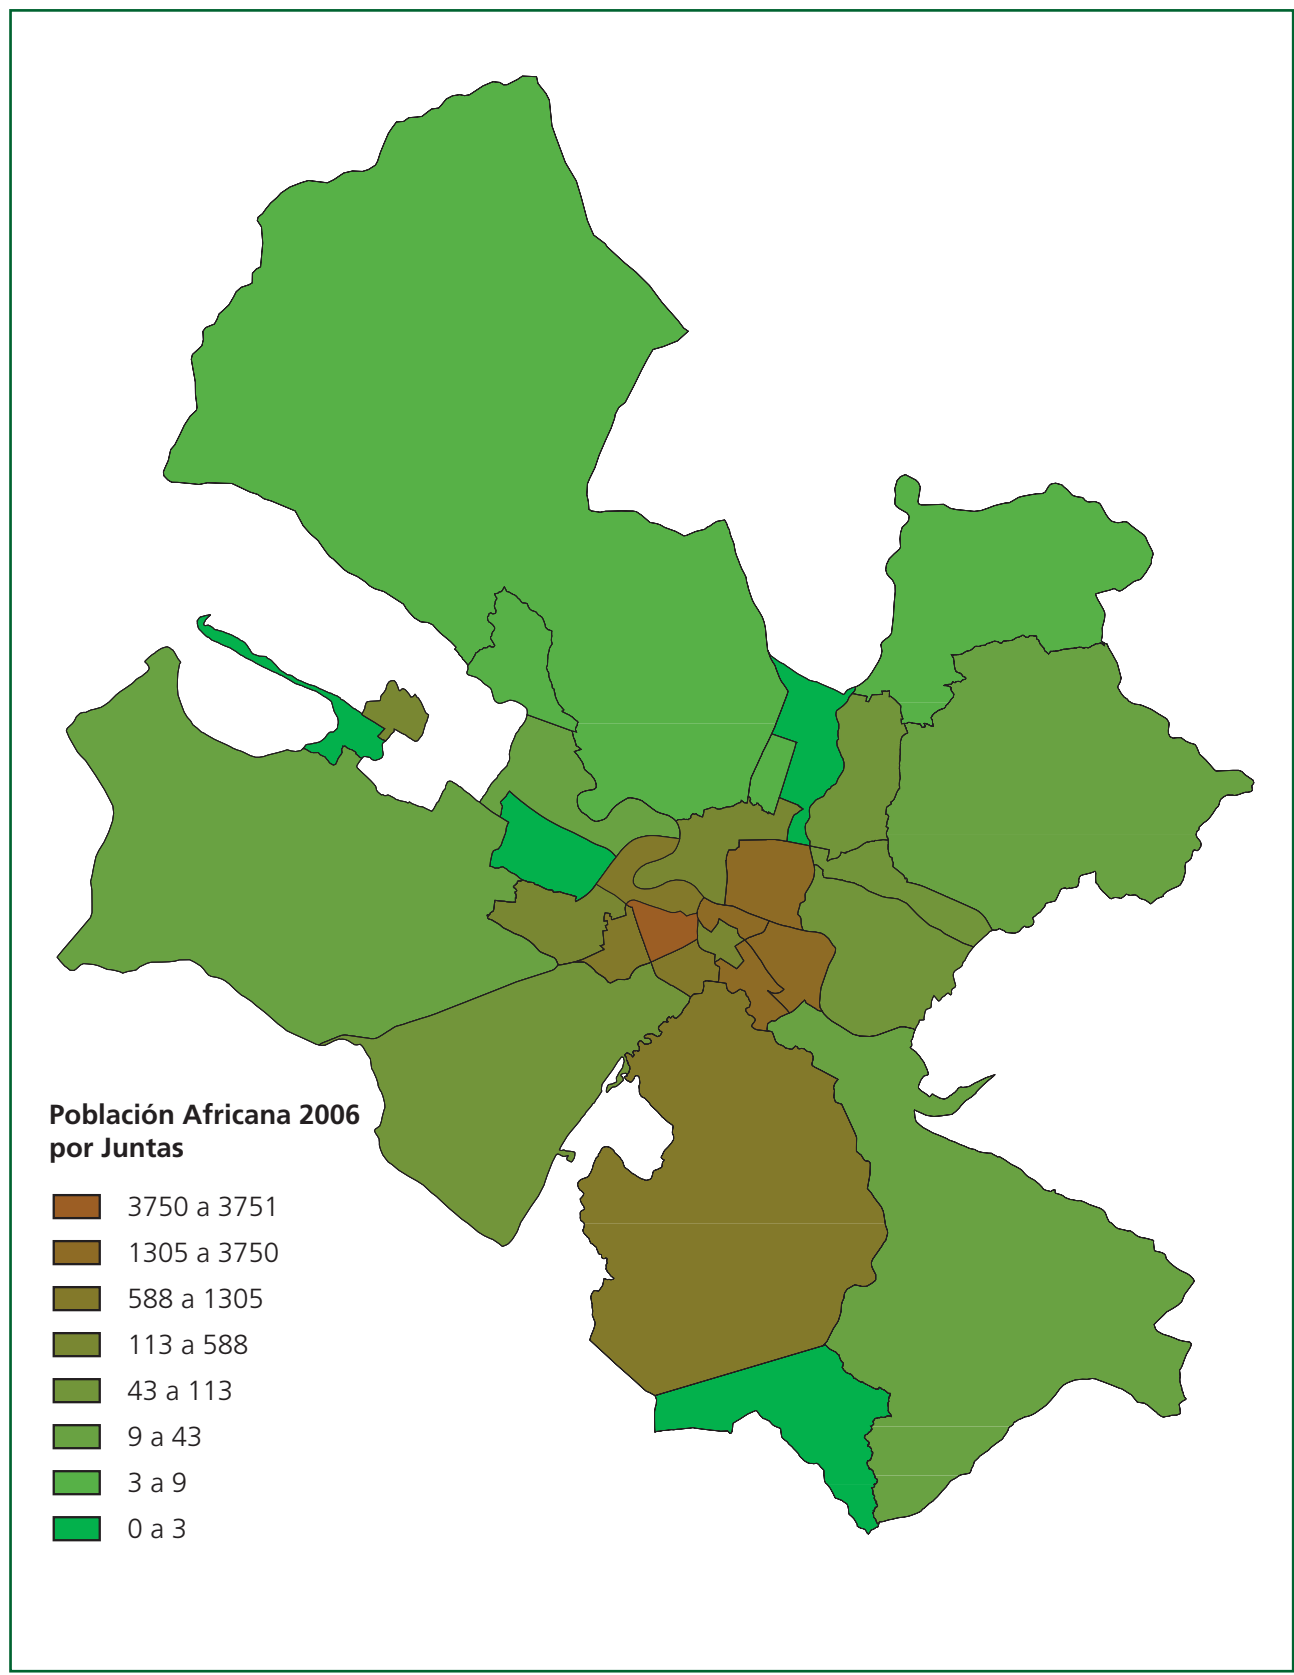 Población Africana 2006
por Juntas
3750 a 3751
1305 a 3750
588 a 1305
113 a 588
43 a 113
9 a 43
3 a 9
0 a 3